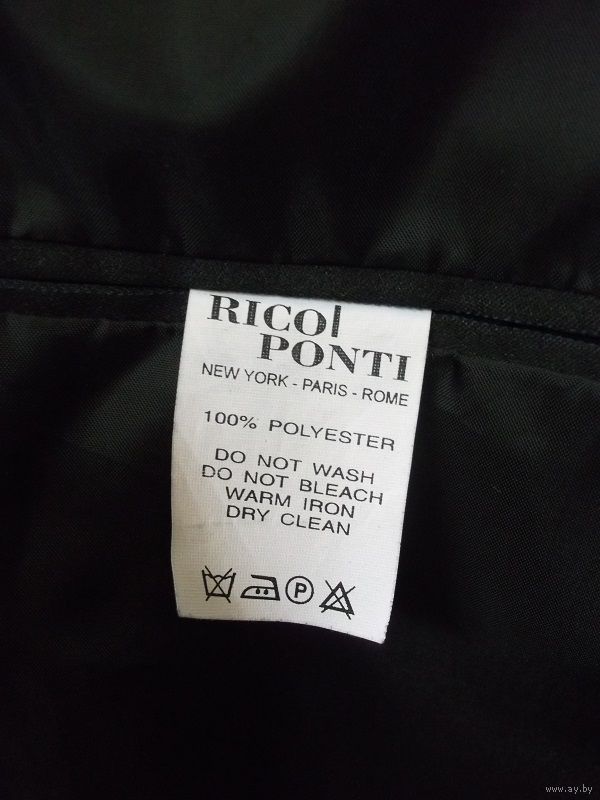 RICO
PONTI
NEW YORK - PARIS - ROME
100% POLYESTER
DO NOT WASH
DO NOT BLEACH
WARM IRON
DRY CLEAN
P
www.ay.by